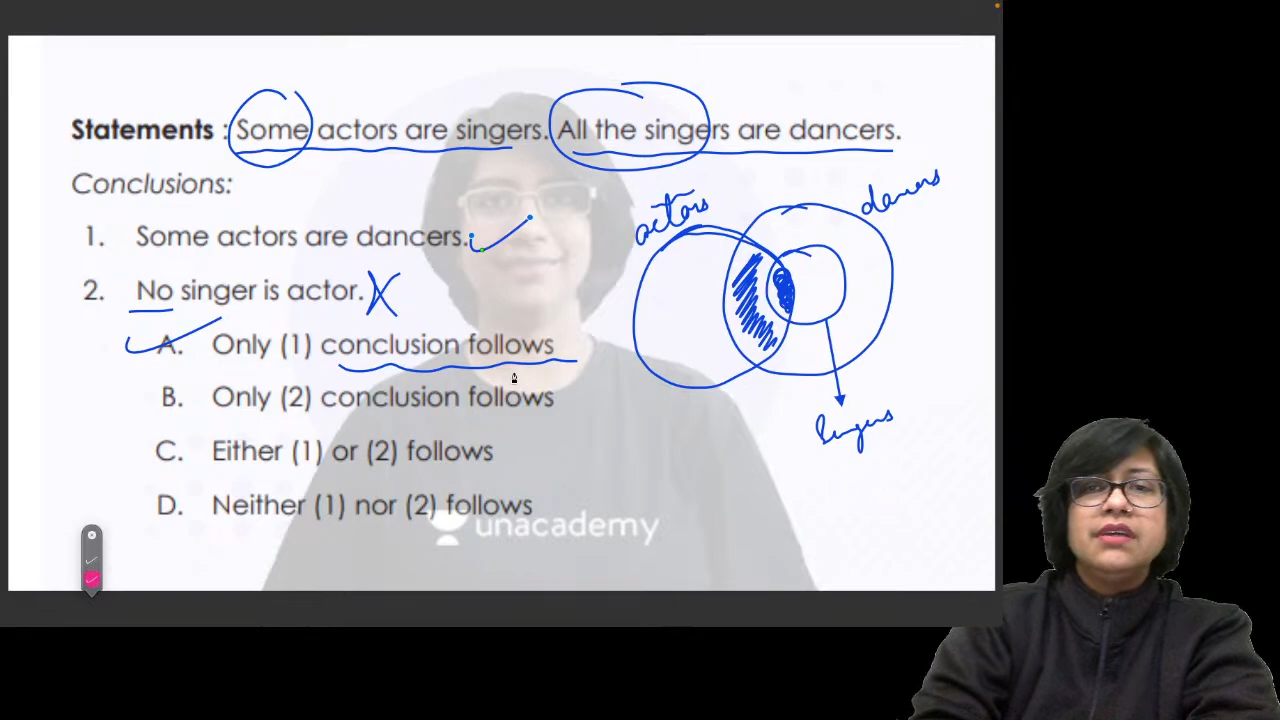 Statements : Some actors are singers. All the singers are dancers.
Conclusions:
1. Some actors are dancers.
2. No singer is actor.
A. Only (1) conclusion follows
B. Only (2) conclusion follows
C. Either (1) or (2) follows
D. Neither (1) nor (2) follows
actors
dancers
Singers
unacademy